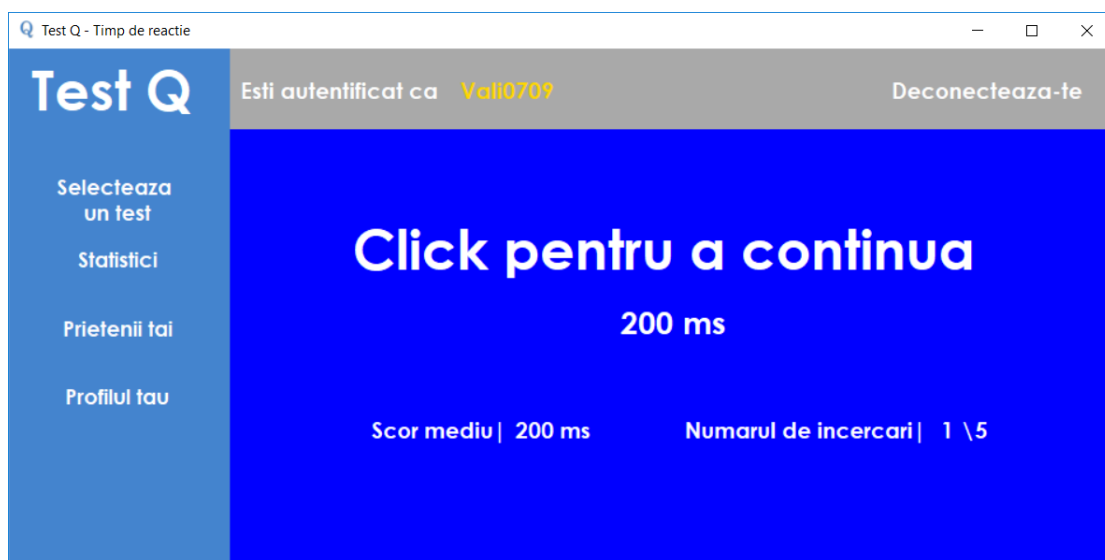 Test Q - Timp de reactie
Test Q
Esti autentificat ca Vali0709
Deconecteaza-te
Selecteaza
un test
Statistici
Prietenii tai
Profilul tau
Click pentru a continua
200 ms
Scor mediu| 200 ms
Numarul de incercari| 1 \5